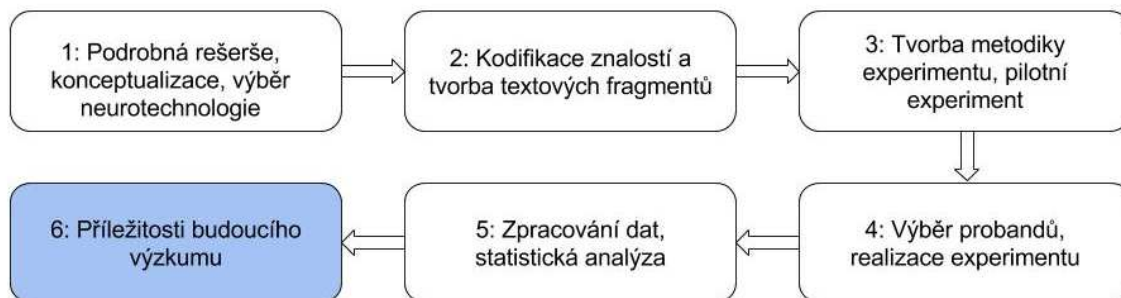 1: Podrobná rešerše,
konceptualizace, výběr
neurotechnologie
2: Kodifikace znalostí a
tvorba textových fragmentů
3: Tvorba metodiky
experimentu, pilotní
experiment
4: Výběr probandů,
realizace experimentu
5: Zpracování dat,
statistická analýza
6: Příležitosti budoucího
výzkumu